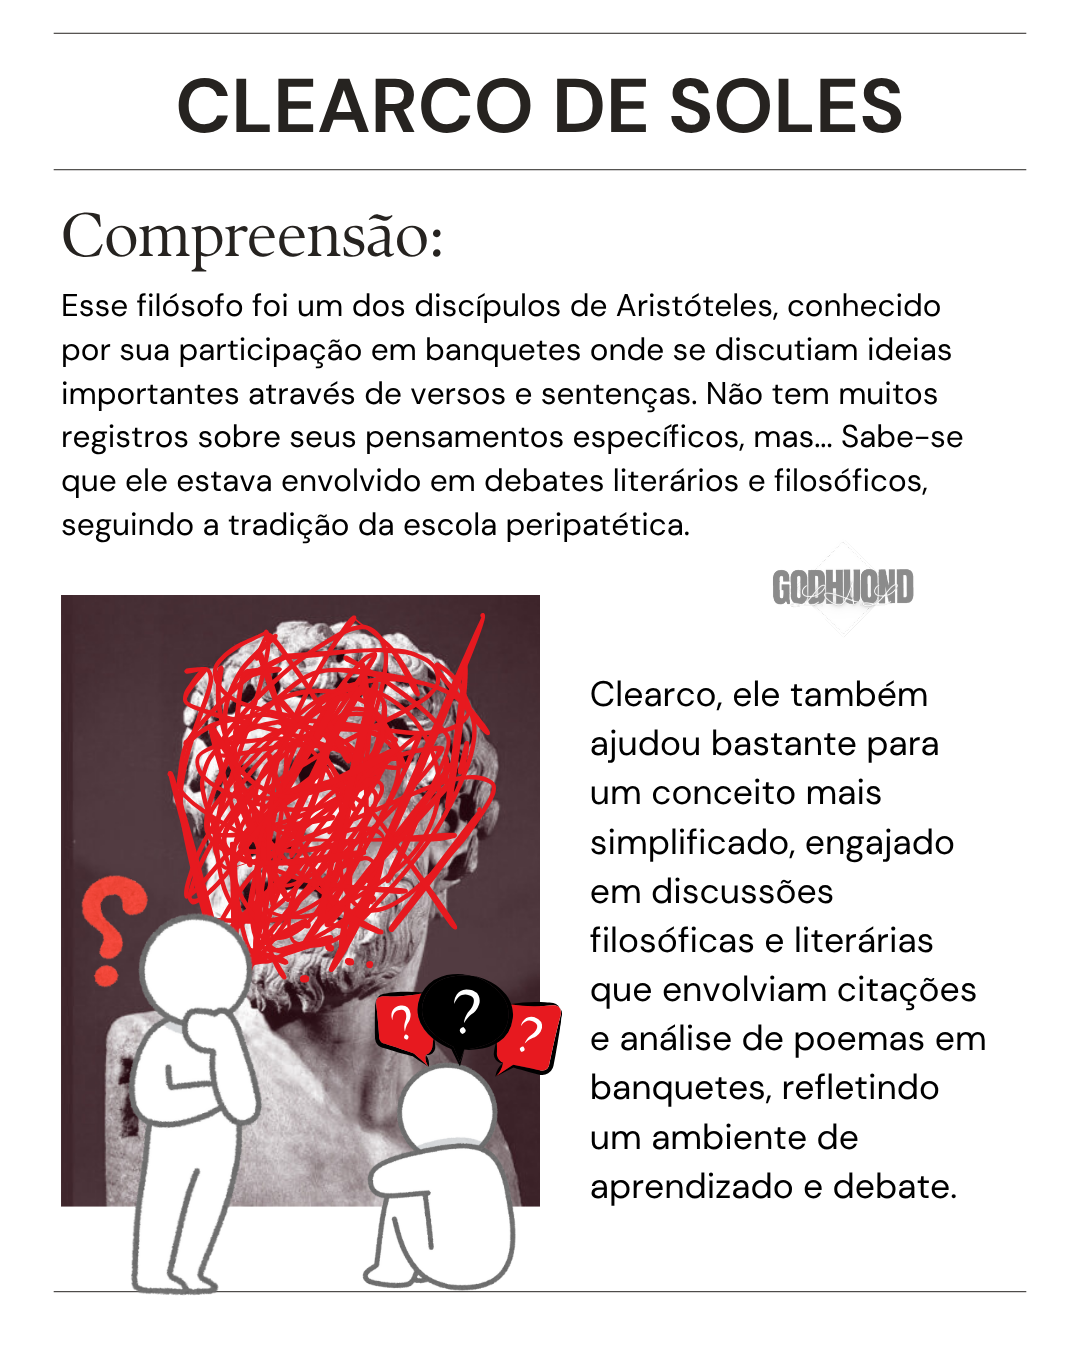 CLEARCO DE SOLES
Compreensão:
Esse filósofo foi um dos discípulos de Aristóteles, conhecido
por sua participação em banquetes onde se discutiam ideias
importantes através de versos e sentenças. Não tem muitos
registros sobre seus pensamentos específicos, mas... Sabe-se
que ele estava envolvido em debates literários e filosóficos,
seguindo a tradição da escola peripatética.
GODHUOND
Clearco, ele também
ajudou bastante para
um conceito mais
simplificado, engajado
em discussões
filosóficas e literárias
que envolviam citações
e análise de poemas em
banquetes, refletindo
um ambiente de
aprendizado e debate.
?
? ? ?